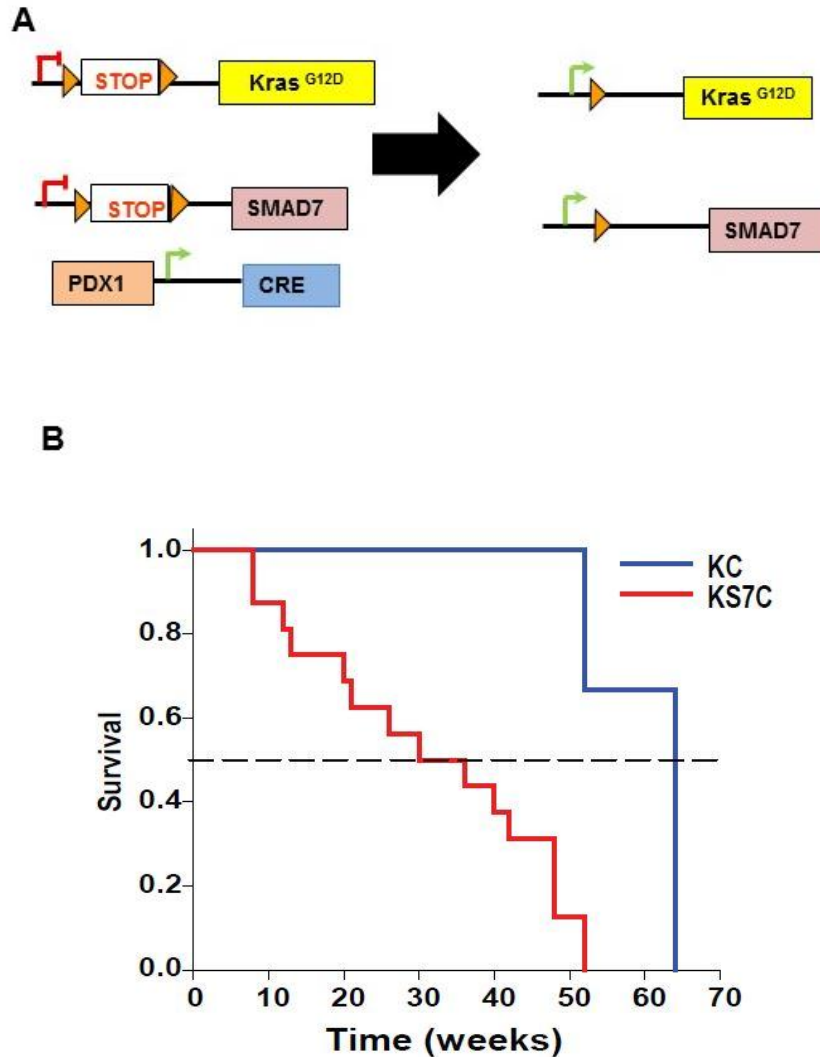 A
STOP
Kras G12D
Kras G12D
STOP
SMAD7
SMAD7
PDX1
CRE
B
1.0
0.8
0.6
0.4
0.2
0.0
Survival
KC
KS7C
0 10 20 30 40 50 60 70
Time (weeks)